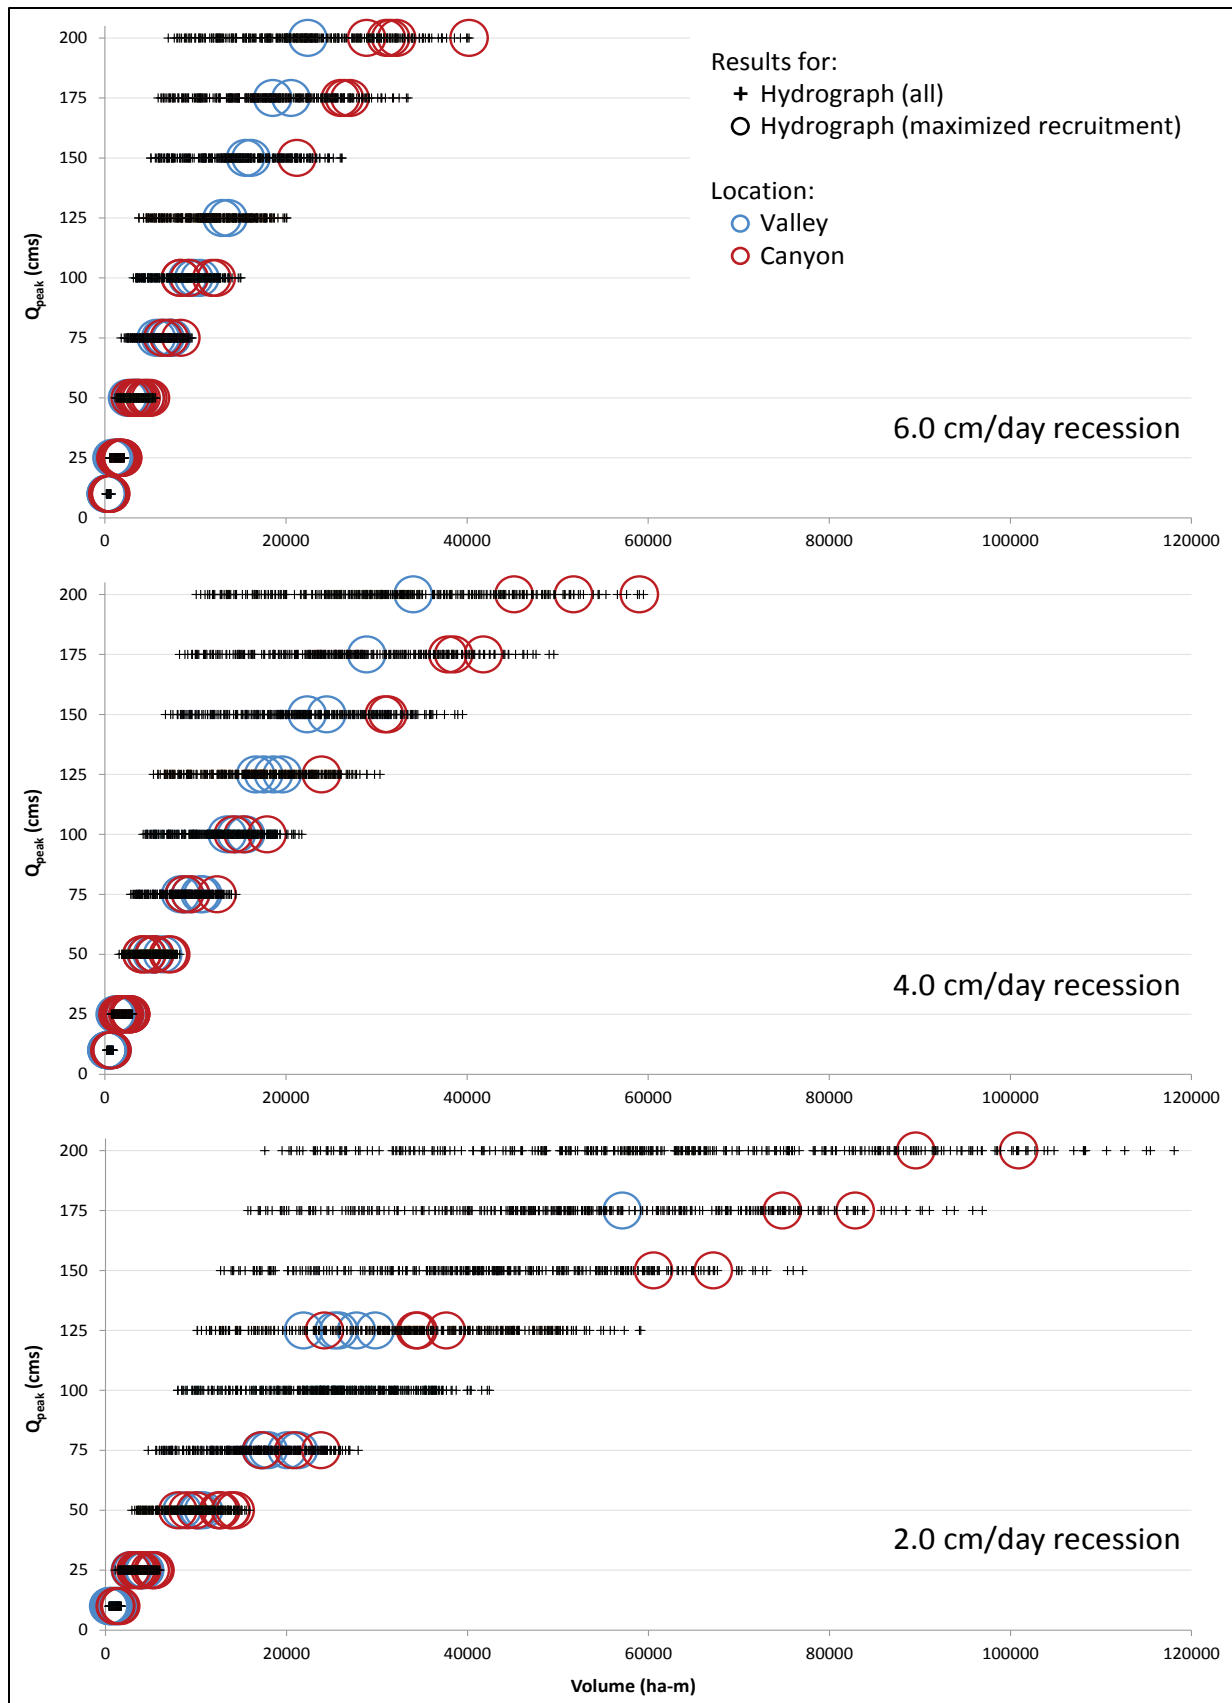 Results for:
+ Hydrograph (all)
O Hydrograph (maximized recruitment)
Location:
Valley
Canyon
Q_peak (cms)
200
175
150
125
100
75
50
25
0
6.0 cm/day recession
0 20000 40000 60000 80000 100000 120000
Q_peak (cms)
200
175
150
125
100
75
50
25
0
4.0 cm/day recession
0 20000 40000 60000 80000 100000 120000
Q_peak (cms)
200
175
150
125
100
75
50
25
0
2.0 cm/day recession
0 20000 40000 60000 80000 100000 120000
Volume (ha-m)